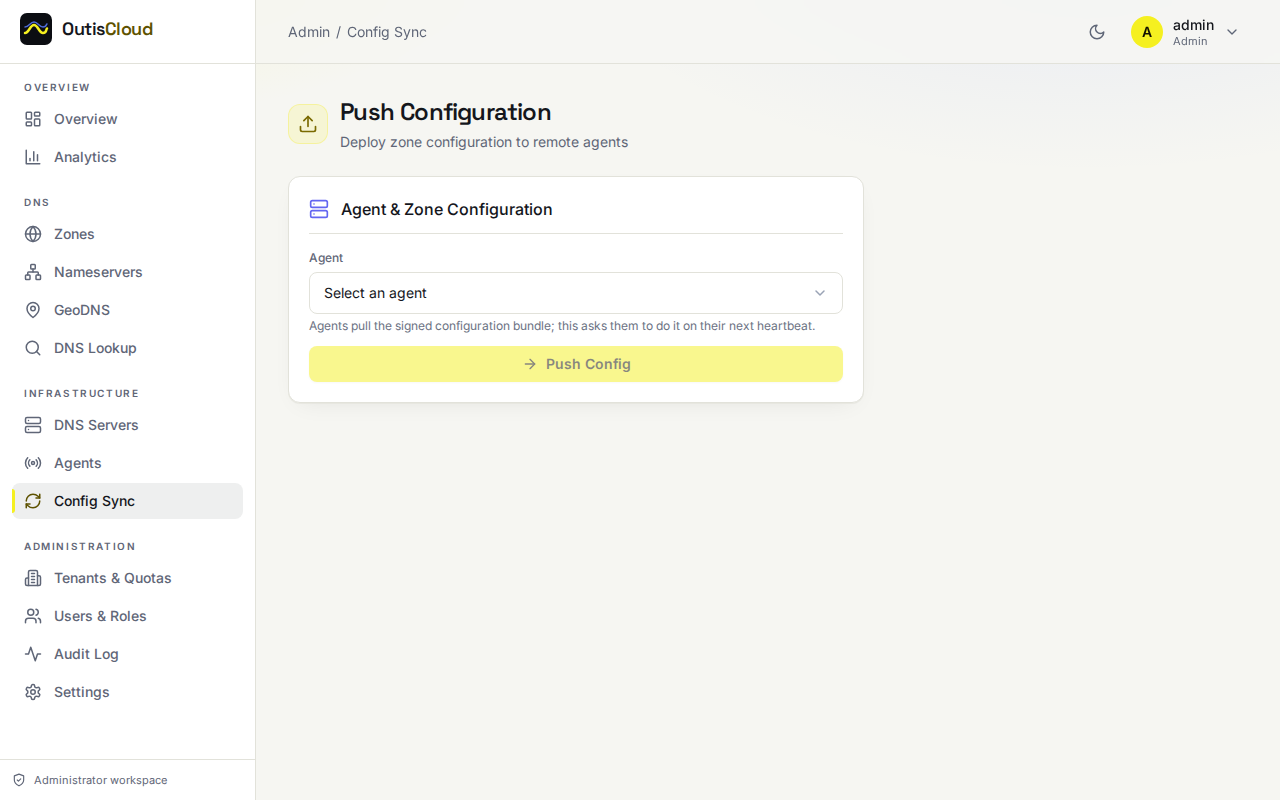 OutisCloud
OVERVIEW
Overview
Analytics
DNS
Zones
Nameservers
GeoDNS
DNS Lookup
INFRASTRUCTURE
DNS Servers
Agents
Config Sync
ADMINISTRATION
Tenants & Quotas
Users & Roles
Audit Log
Settings
Administrator workspace
Admin / Config Sync
A
admin
Admin
Push Configuration
Deploy zone configuration to remote agents
Agent & Zone Configuration
Agent
Select an agent
Agents pull the signed configuration bundle; this asks them to do it on their next heartbeat.
Push Config